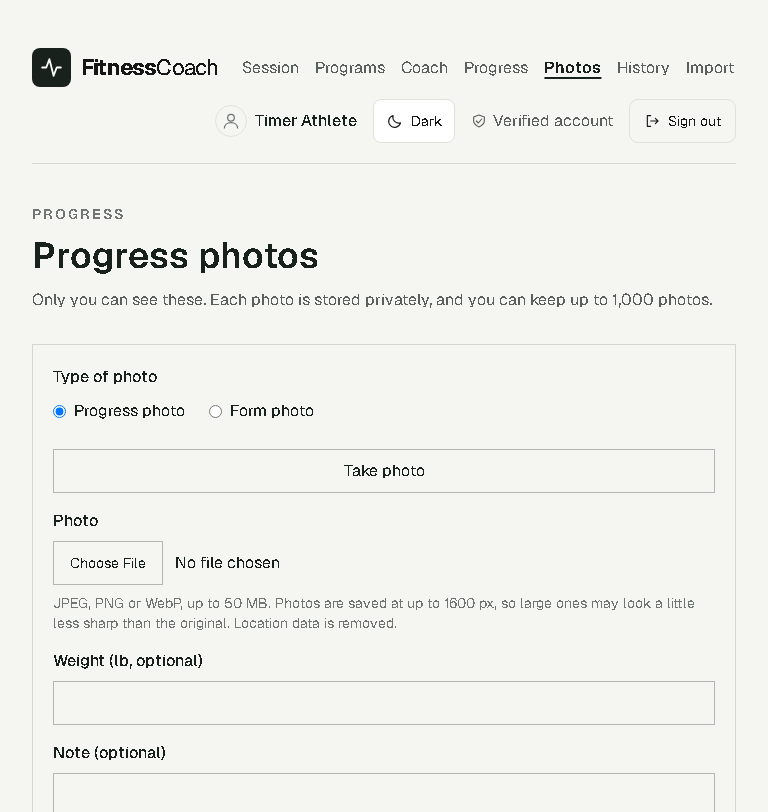 FitnessCoach Session Programs Coach Progress Photos History Import
Timer Athlete Dark Verified account Sign out
PROGRESS
Progress photos
Only you can see these. Each photo is stored privately, and you can keep up to 1,000 photos.
Type of photo
Progress photo Form photo
Take photo
Photo
Choose File No file chosen
JPEG, PNG or WebP, up to 50 MB. Photos are saved at up to 1600 px, so large ones may look a little
less sharp than the original. Location data is removed.
Weight (lb, optional)
Note (optional)